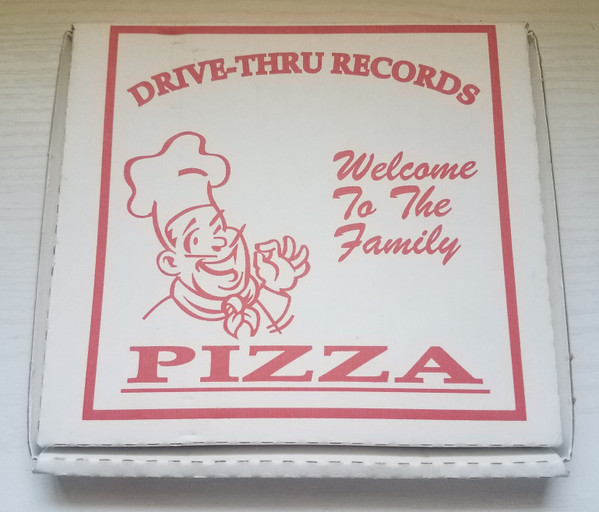 DRIVE-THRU RECORDS
Welcome
To The
Family
PIZZA